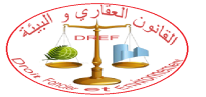 القانون العقاري و البيئة
DFEF
Droit Foncier et Environnement